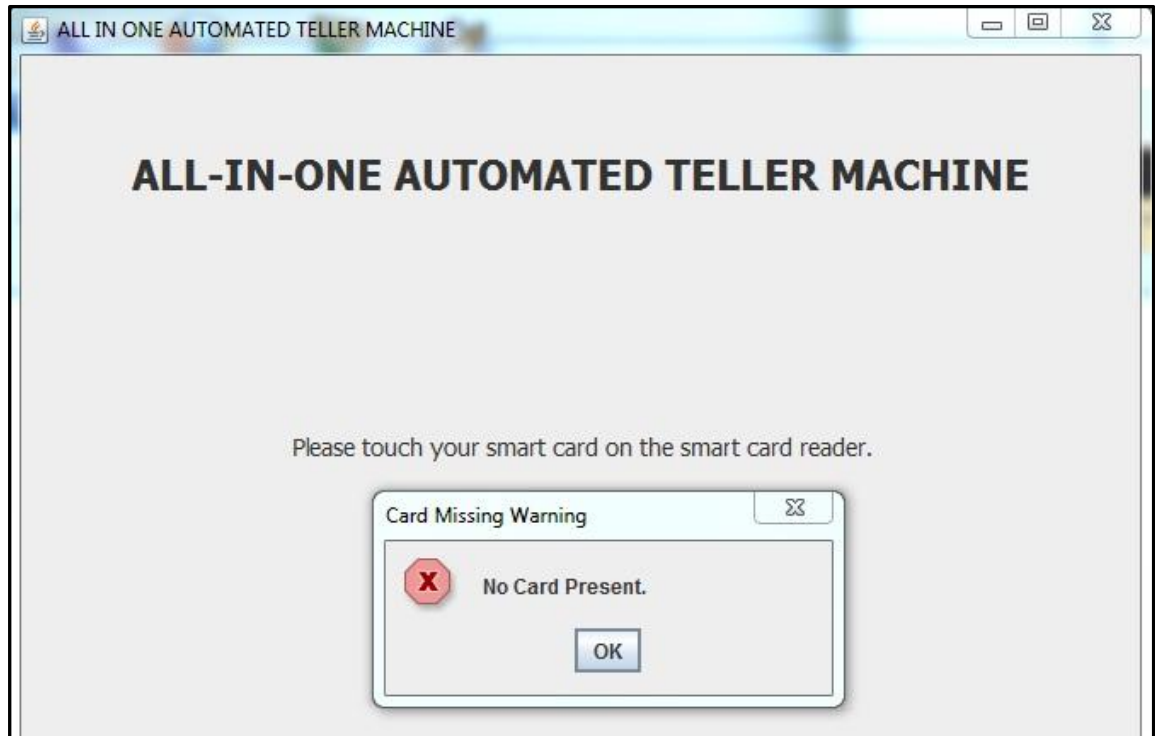 ALL IN ONE AUTOMATED TELLER MACHINE
ALL-IN-ONE AUTOMATED TELLER MACHINE
Please touch your smart card on the smart card reader.
Card Missing Warning
X
No Card Present.
OK